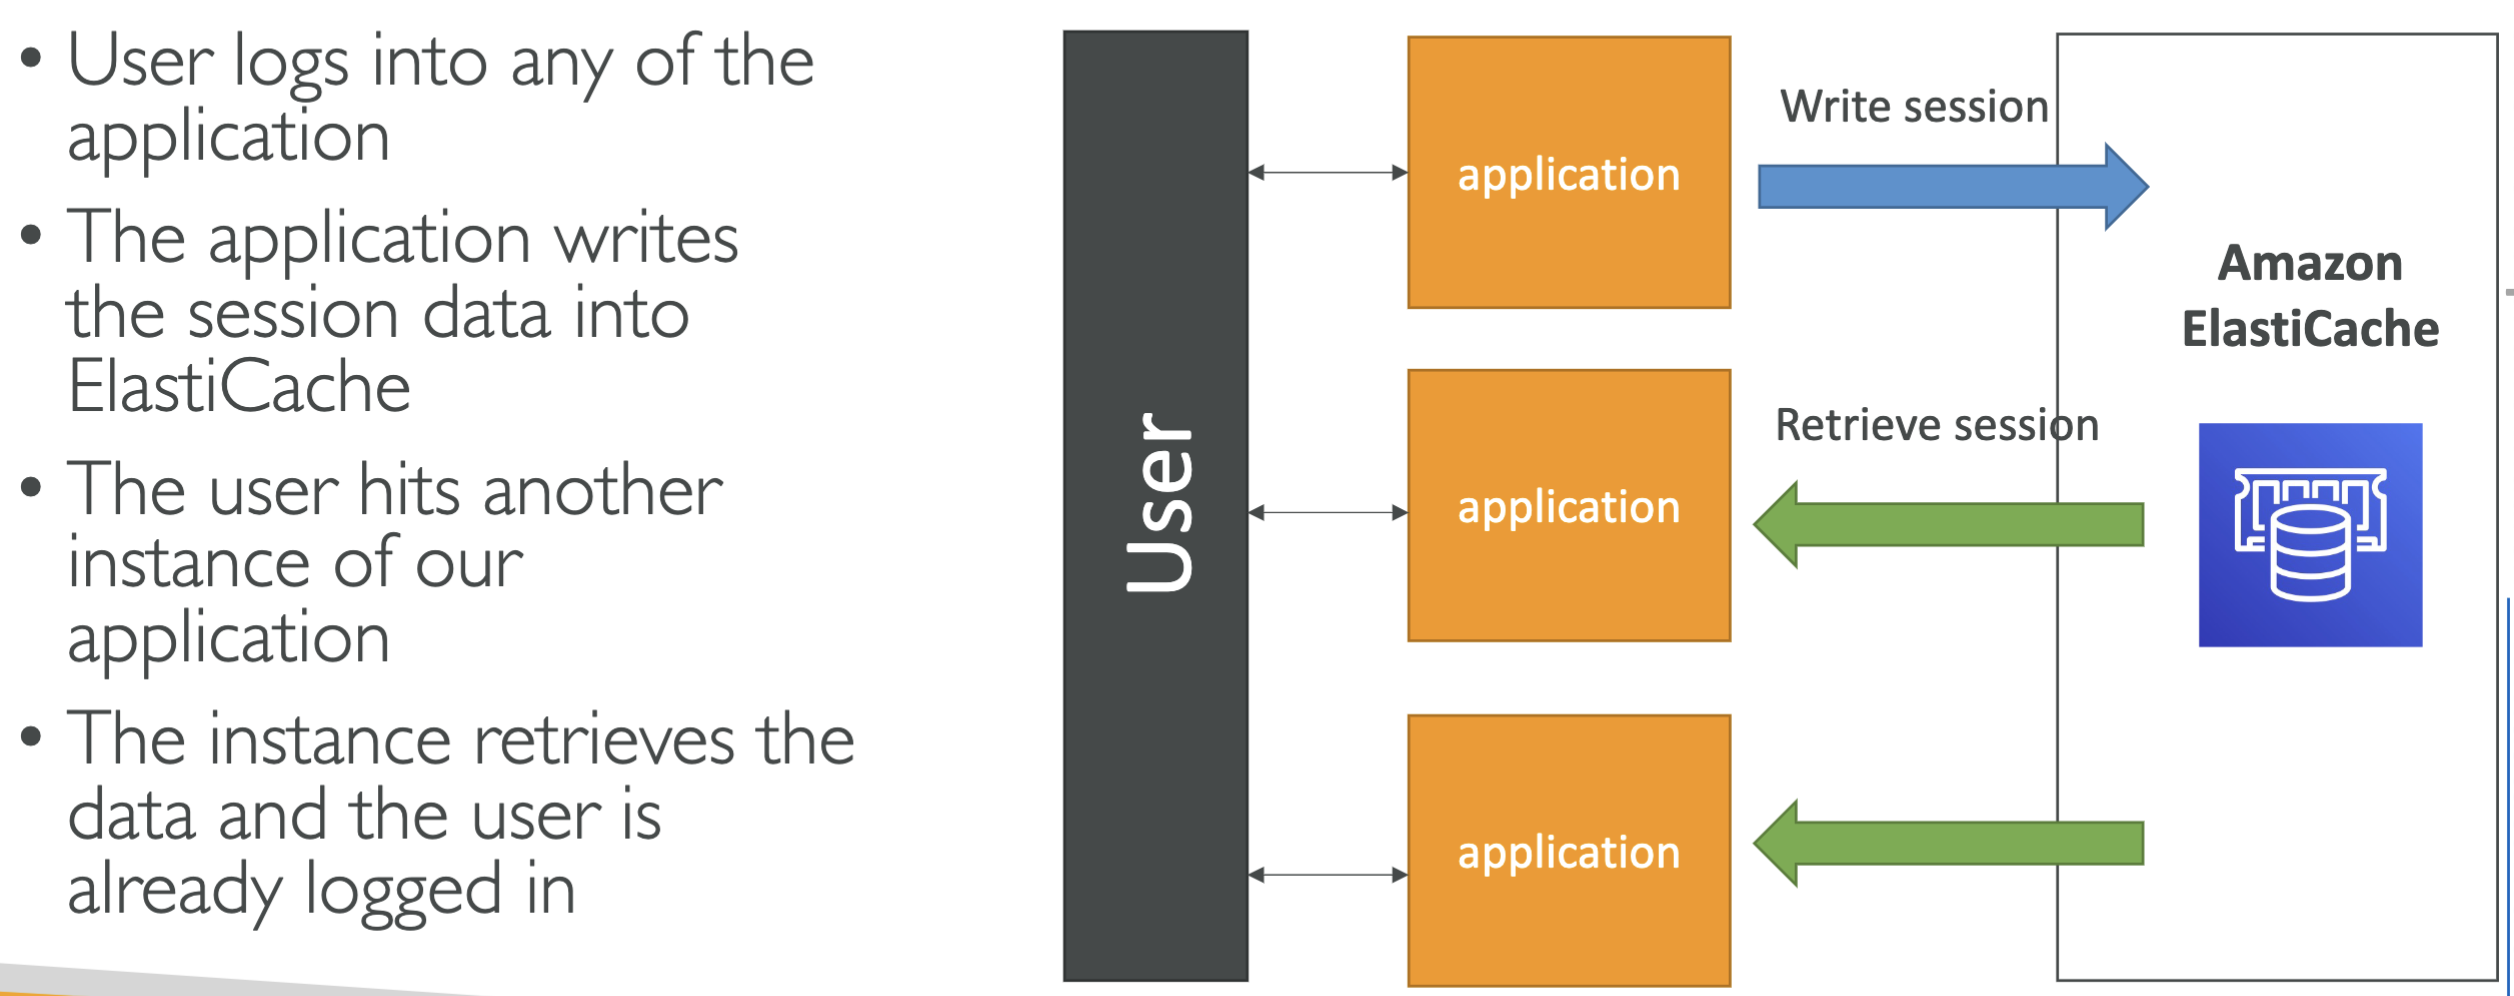 • User logs into any of the
application
• The application writes
the session data into
ElastiCache
• The user hits another
instance of our
application
• The instance retrieves the
data and the user is
already logged in
User
application
application
application
Write session
Retrieve session
Amazon
ElastiCache